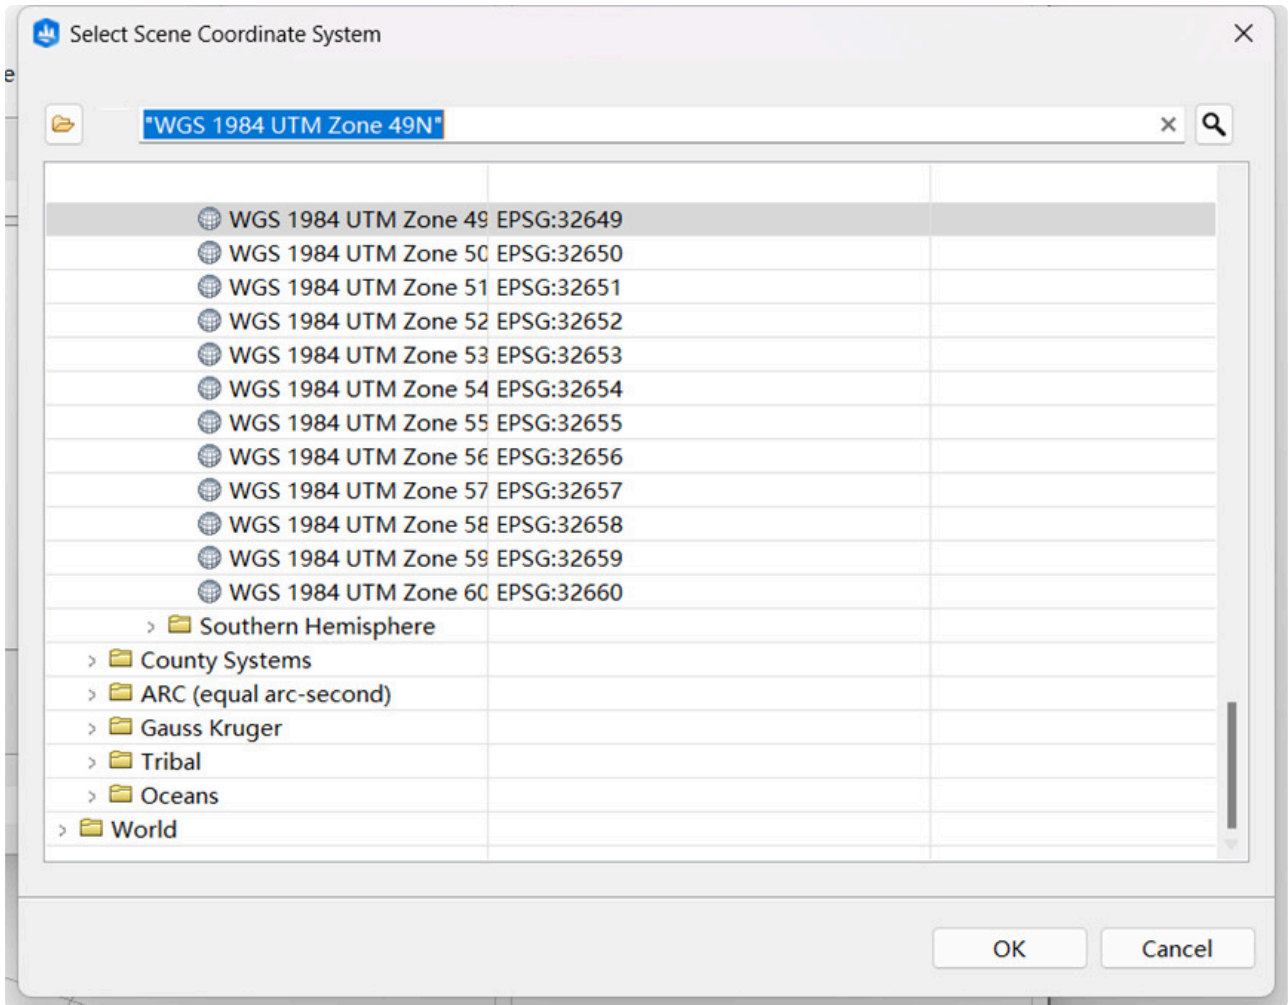 Select Scene Coordinate System
e
"WGS 1984 UTM Zone 49N"
WGS 1984 UTM Zone 49 EPSG:32649
WGS 1984 UTM Zone 50 EPSG:32650
WGS 1984 UTM Zone 51 EPSG:32651
WGS 1984 UTM Zone 52 EPSG:32652
WGS 1984 UTM Zone 53 EPSG:32653
WGS 1984 UTM Zone 54 EPSG:32654
WGS 1984 UTM Zone 55 EPSG:32655
WGS 1984 UTM Zone 56 EPSG:32656
WGS 1984 UTM Zone 57 EPSG:32657
WGS 1984 UTM Zone 58 EPSG:32658
WGS 1984 UTM Zone 59 EPSG:32659
WGS 1984 UTM Zone 60 EPSG:32660
Southern Hemisphere
County Systems
ARC (equal arc-second)
Gauss Kruger
Tribal
Oceans
World
OK Cancel